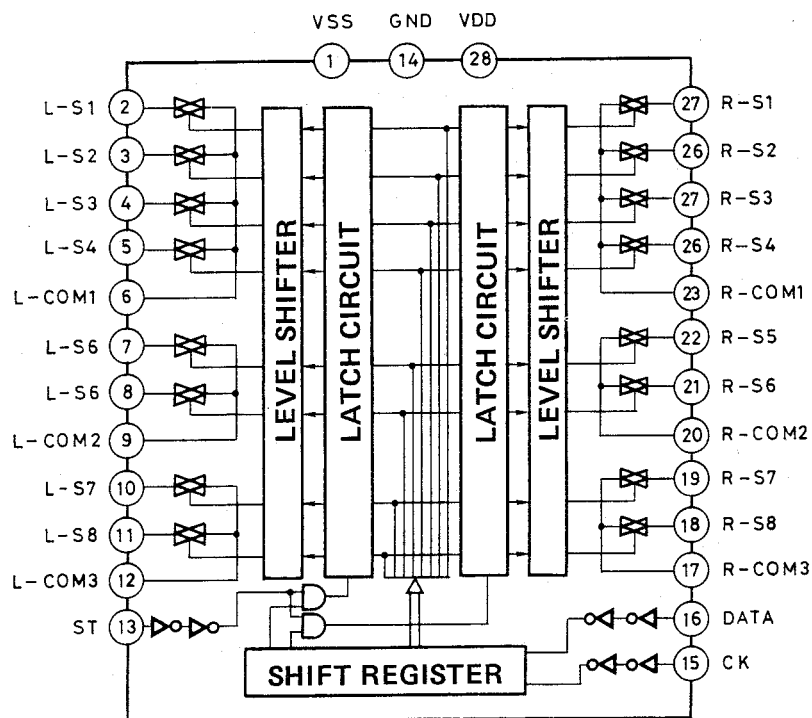 VSS GND VDD
1 14 28
L-S1 2 27 R-S1
L-S2 3 26 R-S2
L-S3 4 27 R-S3
L-S4 5 26 R-S4
L-COM1 6 23 R-COM1
L-S6 7 22 R-S5
L-S6 8 21 R-S6
L-COM2 9 20 R-COM2
L-S7 10 19 R-S7
L-S8 11 18 R-S8
L-COM3 12 17 R-COM3
ST 13 16 DATA
15 CK
LEVEL SHIFTER
LATCH CIRCUIT
LATCH CIRCUIT
LEVEL SHIFTER
SHIFT REGISTER